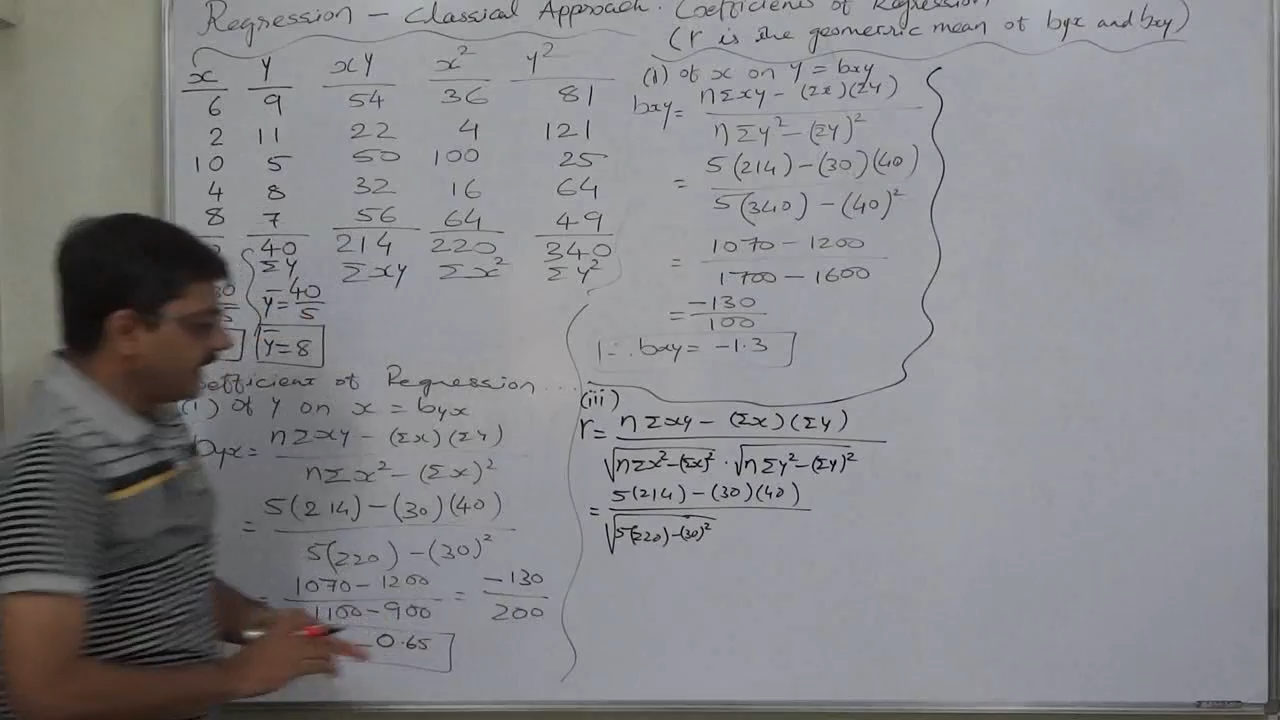 Regression – Classical Approach. Coefficients of Regression
(r is the geometric mean of byx and bxy)
x y xy x² y²
6 9 54 36 81
2 11 22 4 121
10 5 50 100 25
4 8 32 16 64
8 7 56 64 49
40 214 220 340
Σy Σxy Σx² Σy²
ȳ = 40/5
ȳ = 8
oefficient of Regression...
(i) of y on x = byx
byx = nΣxy – (Σx)(Σy)
nΣx² – (Σx)²
= 5(214) – (30)(40)
5(220) – (30)²
= 1070 – 1200 = –130
1100 – 900 200
–0.65
(i) of x on y = bxy
bxy = nΣxy – (Σx)(Σy)
nΣy² – (Σy)²
= 5(214) – (30)(40)
5(340) – (40)²
= 1070 – 1200
1700 – 1600
= –130
100
∴ bxy = –1.3
(iii)
r = nΣxy – (Σx)(Σy)
√nΣx² – (Σx)² · √nΣy² – (Σy)²
= 5(214) – (30)(40)
√5(220) – (30)²